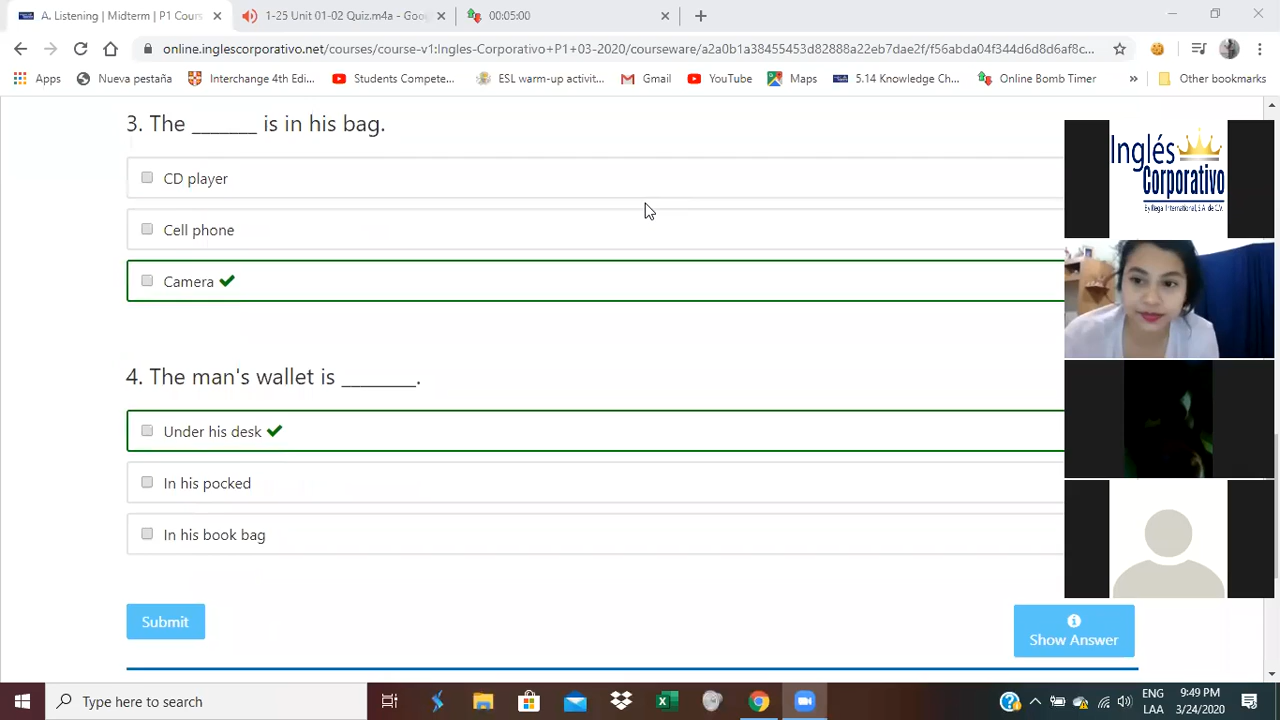 A. Listening | Midterm | P1 Cours
1-25 Unit 01-02 Quiz.m4a - Goog
00:05:00
online.inglescorporativo.net/courses/course-v1:Ingles-Corporativo+P1+03-2020/courseware/a2a0b1a38455453d82888a22eb7dae2f/f56abda04f344d6d8d6af8c...
Apps
Nueva pestaña
Interchange 4th Edi...
Students Compete...
ESL warm-up activit...
Gmail
YouTube
Maps
5.14 Knowledge Ch...
Online Bomb Timer
»
Other bookmarks
3. The _______ is in his bag.
CD player
Cell phone
Camera
4. The man's wallet is ________.
Under his desk
In his pocked
In his book bag
Submit
Show Answer
Inglés
Corporativo
By Rega International, S.A. de C.V.
Type here to search
ENG
LAA
9:49 PM
3/24/2020